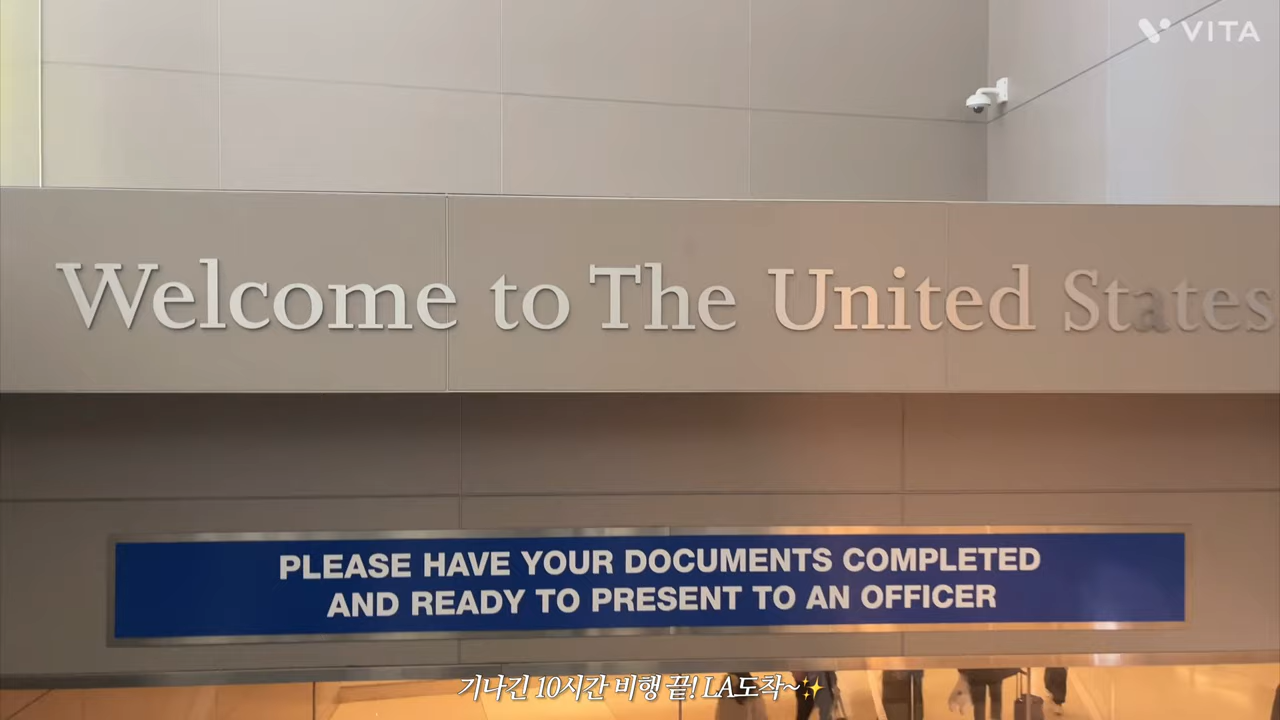 VITA
Welcome to The United States
PLEASE HAVE YOUR DOCUMENTS COMPLETED
AND READY TO PRESENT TO AN OFFICER
기나긴 10시간 비행 끝! LA도착~✨